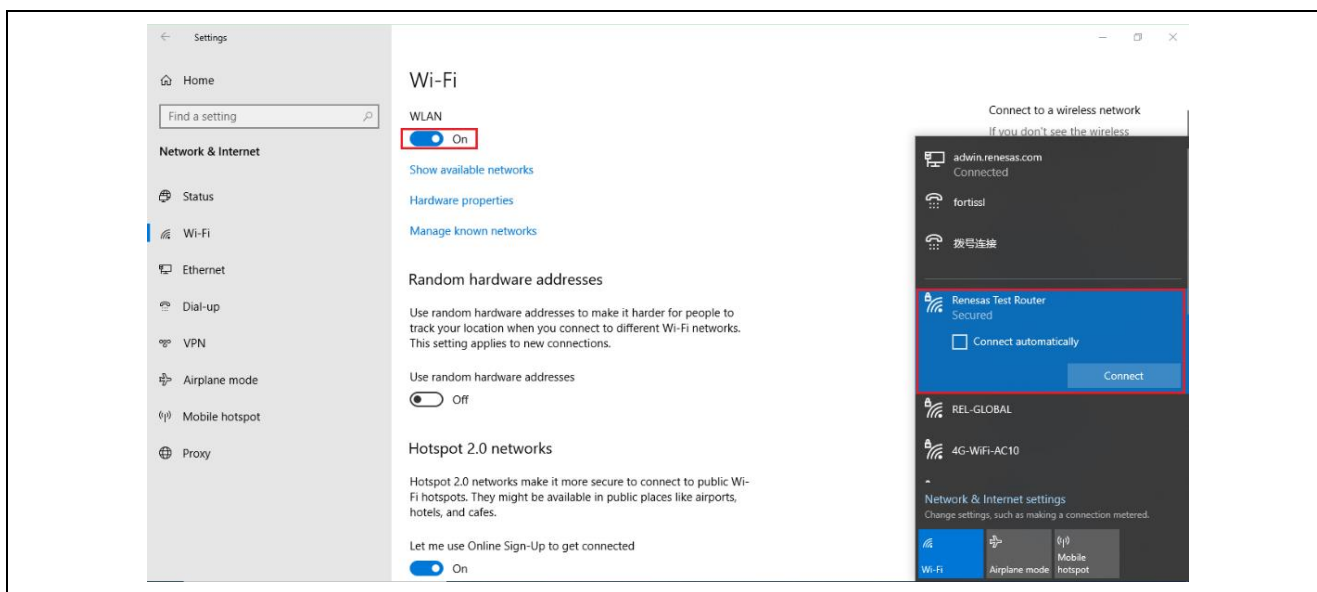 Settings
Home
Find a setting
Network & Internet
Status
Wi-Fi
Ethernet
Dial-up
VPN
Airplane mode
Mobile hotspot
Proxy
Wi-Fi
WLAN
On
Show available networks
Hardware properties
Manage known networks
Random hardware addresses
Use random hardware addresses to make it harder for people to
track your location when you connect to different Wi-Fi networks.
This setting applies to new connections.
Use random hardware addresses
Off
Hotspot 2.0 networks
Hotspot 2.0 networks make it more secure to connect to public Wi-
Fi hotspots. They might be available in public places like airports,
hotels, and cafes.
Let me use Online Sign-Up to get connected
On
Connect to a wireless network
If you don't see the wireless
adwin.renesas.com
Connected
fortissl
拨号连接
Renesas Test Router
Secured
Connect automatically
Connect
REL-GLOBAL
4G-WiFi-AC10
Network & Internet settings
Change settings, such as making a connection metered.
Wi-Fi
Airplane mode
Mobile
hotspot